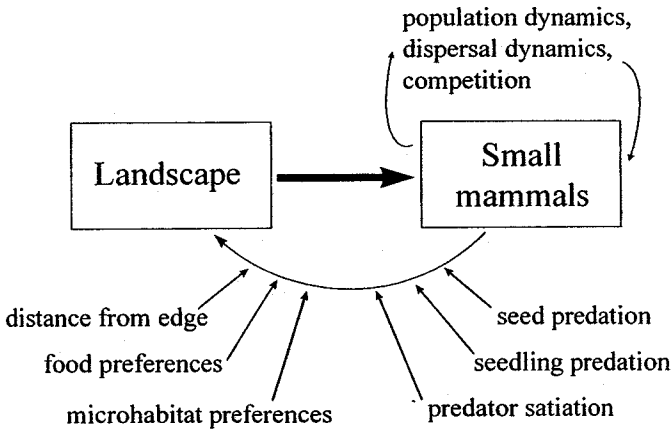 population dynamics,
dispersal dynamics,
competition
Landscape
Small
mammals
distance from edge
food preferences
microhabitat preferences
seed predation
seedling predation
predator satiation